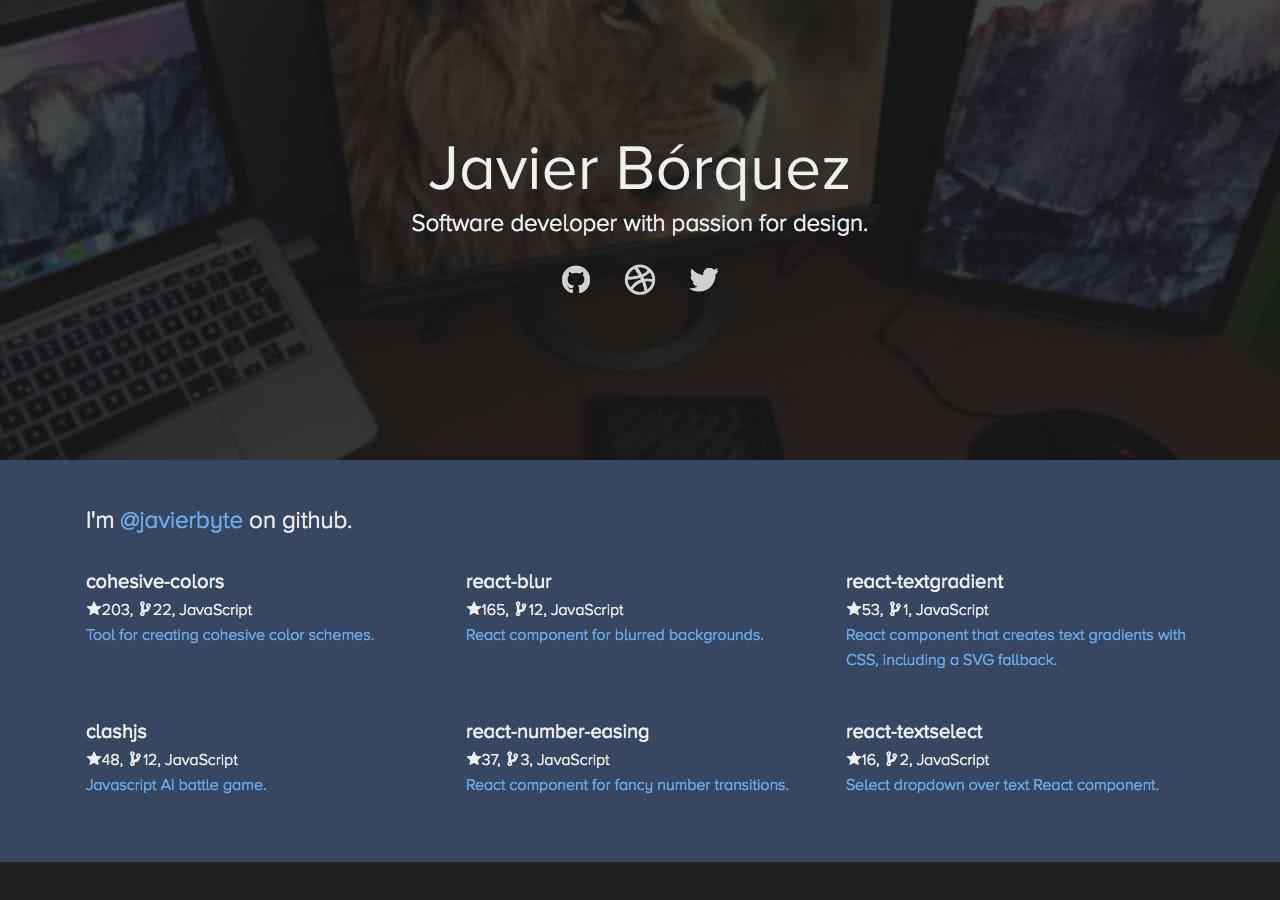 Javier Bórquez
Software developer with passion for design.
I'm @javierbyte on github.
cohesive-colors
203, 22, JavaScript
Tool for creating cohesive color schemes.
react-blur
165, 12, JavaScript
React component for blurred backgrounds.
react-textgradient
53, 1, JavaScript
React component that creates text gradients with
CSS, including a SVG fallback.
clashjs
48, 12, JavaScript
Javascript AI battle game.
react-number-easing
37, 3, JavaScript
React component for fancy number transitions.
react-textselect
16, 2, JavaScript
Select dropdown over text React component.